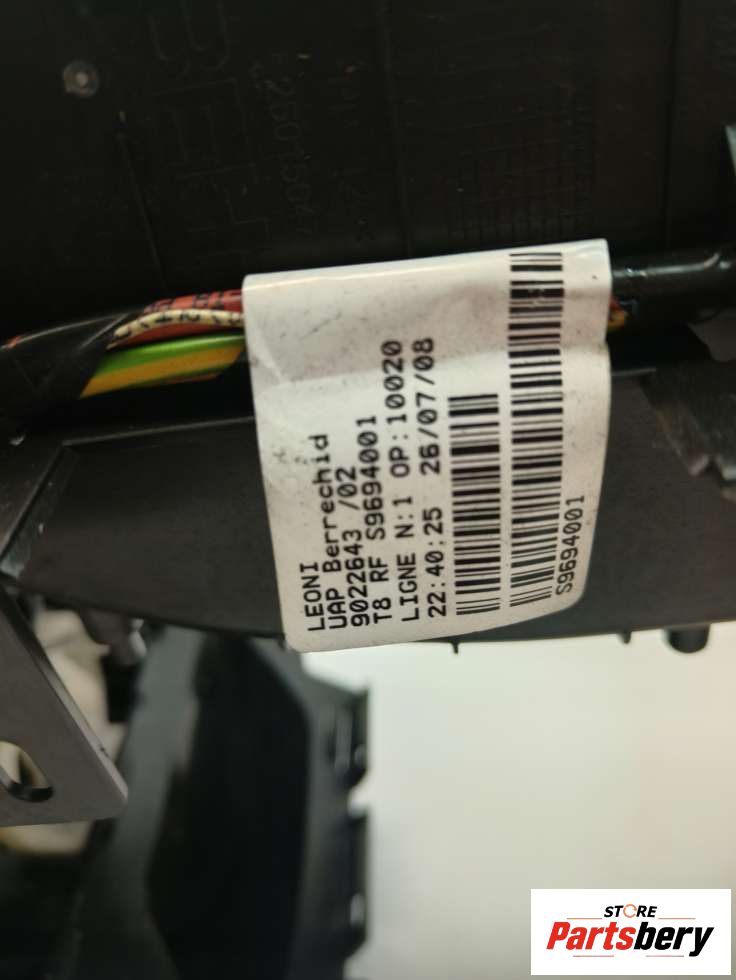 LEONI
UAP Berrechid
9022643 /02
T8 RF S9694001
LIGNE N:1 OP:10020
22:40:25 26/07/08
S9694001
STORE
Partsbery